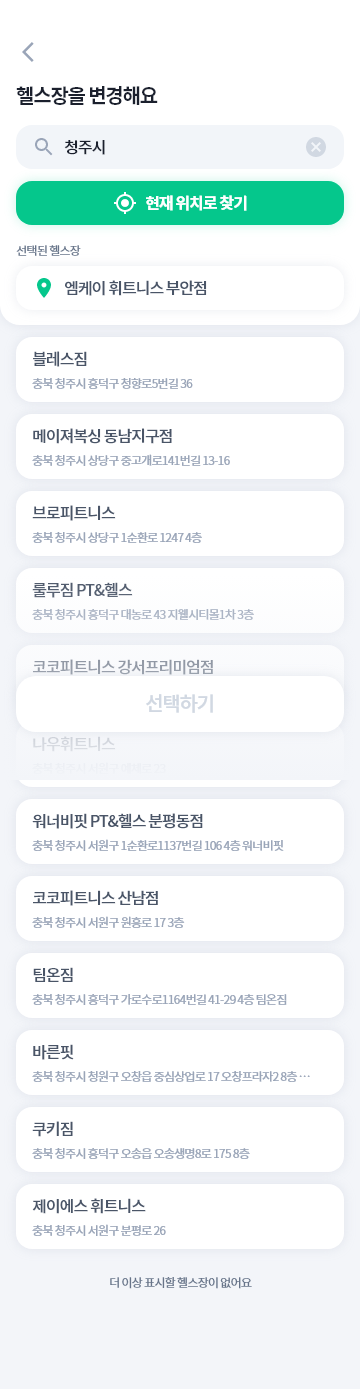 헬스장을 변경해요
청주시
현재 위치로 찾기
선택된 헬스장
엠케이 휘트니스 부안점
블레스짐
충북 청주시 흥덕구 청향로5번길 36
메이져복싱 동남지구점
충북 청주시 상당구 중고개로141번길 13-16
브로피트니스
충북 청주시 상당구 1순환로 1247 4층
룰루짐 PT&헬스
충북 청주시 흥덕구 대농로 43 지웰시티몰1차 3층
코코피트니스 강서프리미엄점
선택하기
나우휘트니스
워너비핏 PT&헬스 분평동점
충북 청주시 서원구 1순환로1137번길 106 4층 워너비핏
코코피트니스 산남점
충북 청주시 서원구 원흥로 17 3층
팀온짐
충북 청주시 흥덕구 가로수로1164번길 41-29 4층 팀온짐
바른핏
충북 청주시 청원구 오창읍 중심상업로 17 오창프라자2 8층 …
쿠키짐
충북 청주시 흥덕구 오송읍 오송생명8로 175 8층
제이에스 휘트니스
충북 청주시 서원구 분평로 26
더 이상 표시할 헬스장이 없어요